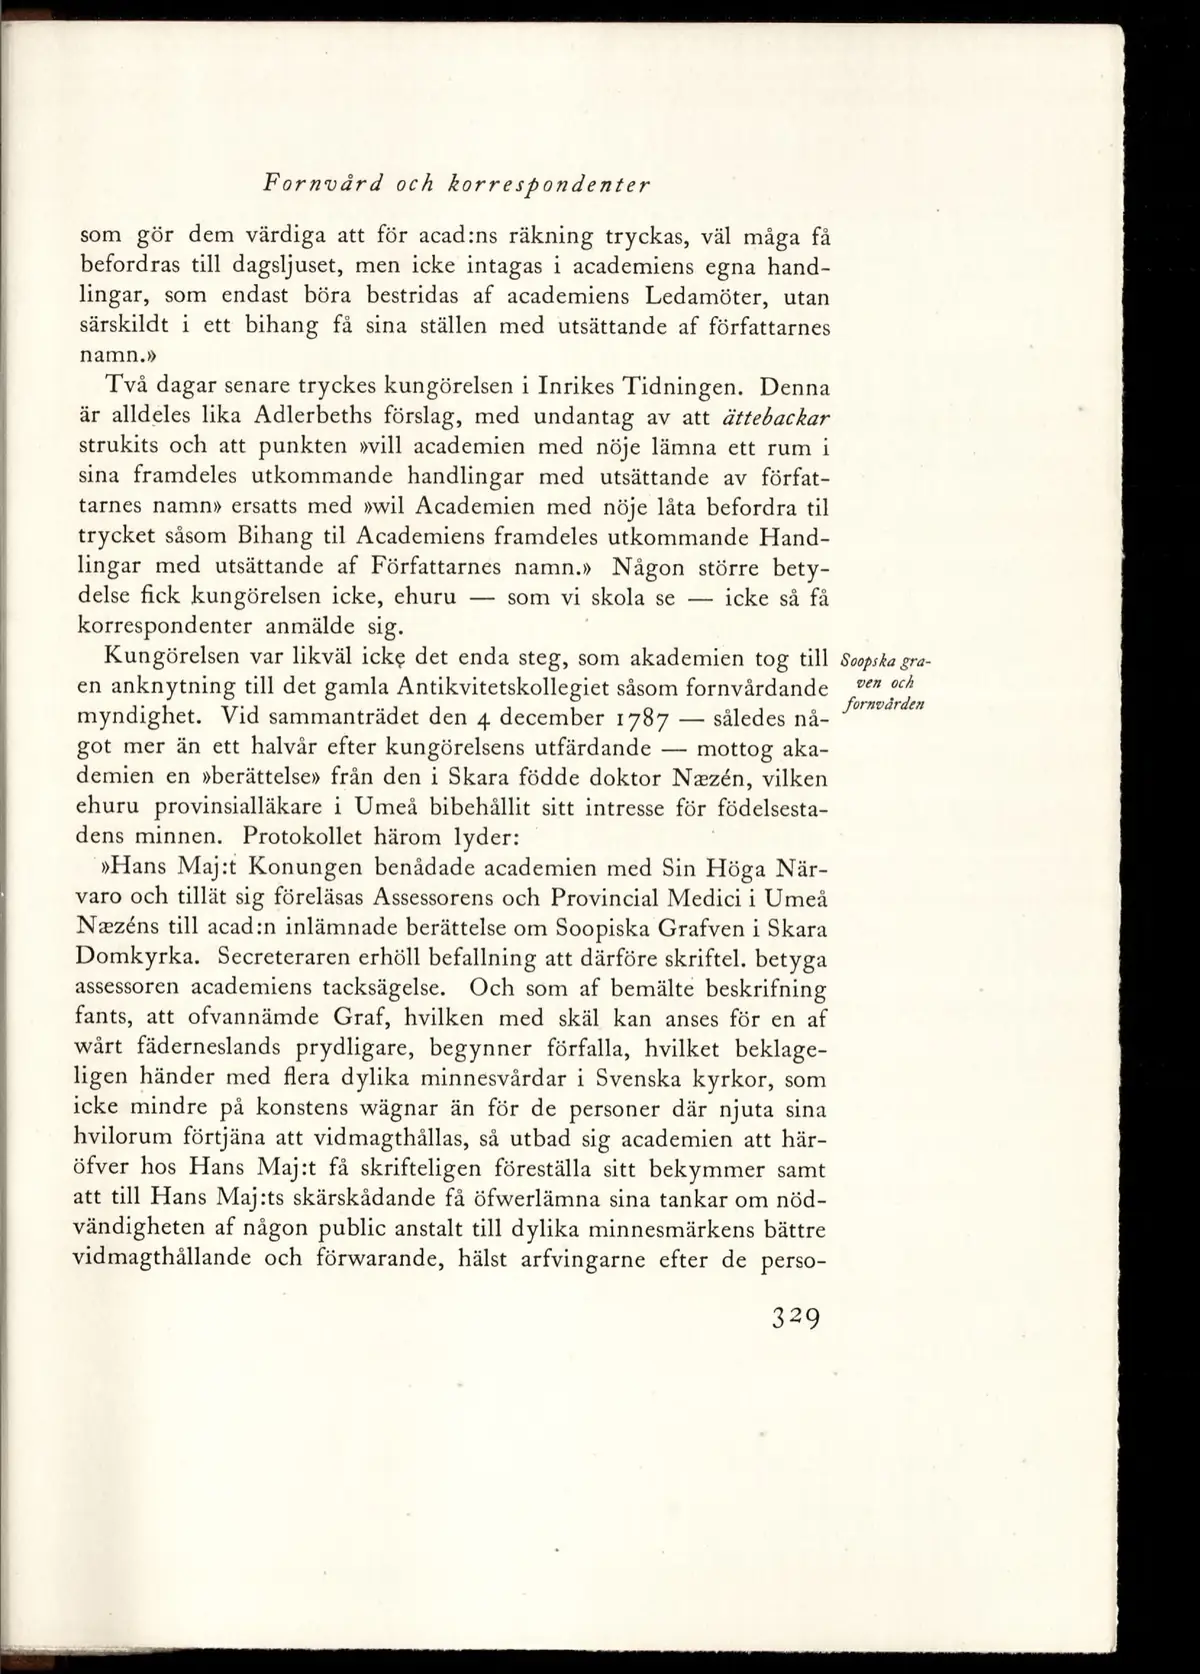 Fornvård och korrespondenter
som gör dem värdiga att för acad:ns räkning tryckas, väl måga få
befordras till dagsljuset, men icke intagas i academiens egna hand-
lingar, som endast böra bestridas af academiens Ledamöter, utan
särskildt i ett bihang få sina ställen med utsättande af författarnes
namn.»
Två dagar senare tryckes kungörelsen i Inrikes Tidningen. Denna
är alldeles lika Adlerbeths förslag, med undantag av att ättebackar
strukits och att punkten »vill academien med nöje lämna ett rum i
sina framdeles utkommande handlingar med utsättande av förfat-
tarnes namn» ersatts med »wil Academien med nöje låta befordra til
trycket såsom Bihang til Academiens framdeles utkommande Hand-
lingar med utsättande af Författarnes namn.» Någon större bety-
delse fick kungörelsen icke, ehuru — som vi skola se — icke så få
korrespondenter anmälde sig.
Kungörelsen var likväl icke det enda steg, som akademien tog till
en anknytning till det gamla Antikvitetskollegiet såsom fornvårdande
myndighet. Vid sammanträdet den 4 december 1787 — således nå-
got mer än ett halvår efter kungörelsens utfärdande — mottog aka-
demien en »berättelse» från den i Skara födde doktor Næzén, vilken
ehuru provinsialläkare i Umeå bibehållit sitt intresse för födelsesta-
dens minnen. Protokollet härom lyder:
»Hans Maj:t Konungen benådade academien med Sin Höga När-
varo och tillät sig föreläsas Assessorens och Provincial Medici i Umeå
Næzéns till acad:n inlämnade berättelse om Soopiska Grafven i Skara
Domkyrka. Secreteraren erhöll befallning att därföre skriftel. betyga
assessoren academiens tacksägelse. Och som af bemälte beskrifning
fants, att ofvannämde Graf, hvilken med skäl kan anses för en af
wårt fäderneslands prydligare, begynner förfalla, hvilket beklage-
ligen händer med flera dylika minnesvårdar i Svenska kyrkor, som
icke mindre på konstens wägnar än för de personer där njuta sina
hvilorum förtjäna att vidmagthållas, så utbad sig academien att här-
öfver hos Hans Maj:t få skrifteligen föreställa sitt bekymmer samt
att till Hans Maj:ts skärskådande få öfwerlämna sina tankar om nöd-
vändigheten af någon public anstalt till dylika minnesmärkens bättre
vidmagthållande och förwarande, hälst arfvingarne efter de perso-
Soopska gra-
ven och
fornvården
329